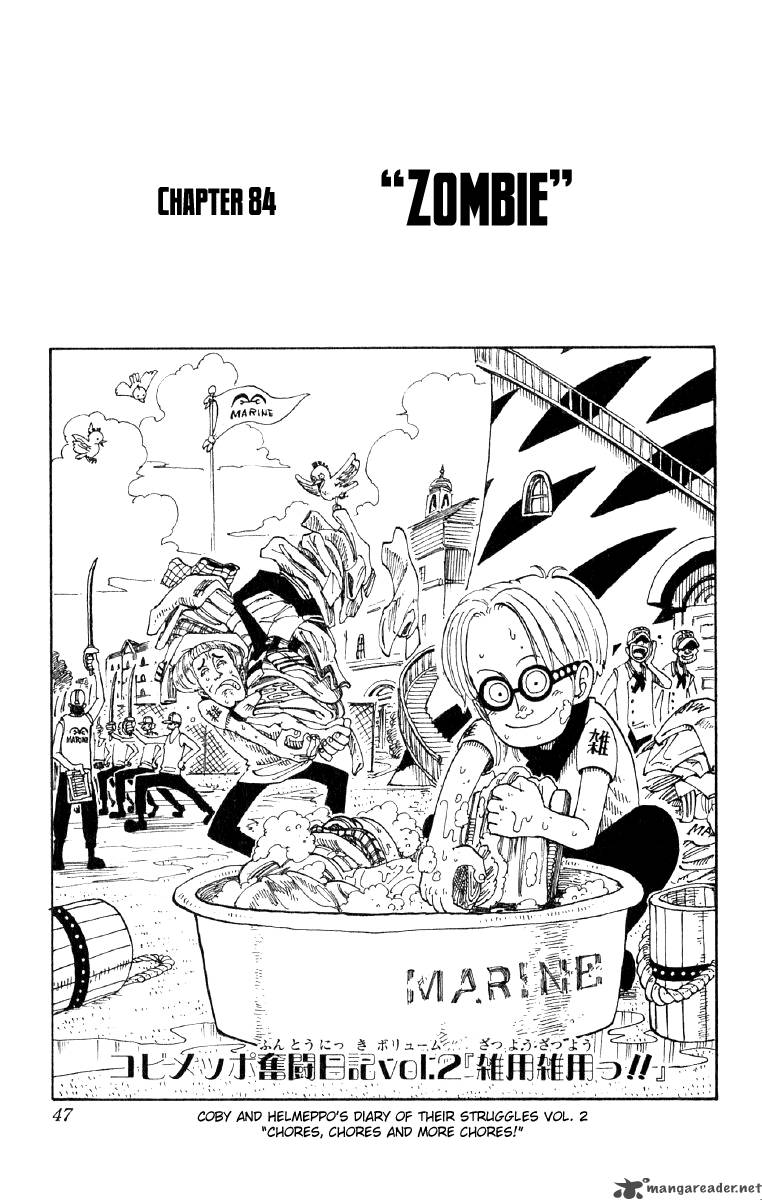 CHAPTER 84
“ZOMBIE”
MARINE
MARINE
雑
雑
MARINE
ふんとうにっき ボリューム ざつようざつよう
コビメッポ奮闘日記vol.2『雑用雑用っ!!』
47
COBY AND HELMEPPO'S DIARY OF THEIR STRUGGLES VOL. 2
“CHORES, CHORES AND MORE CHORES!”
mangareader.net